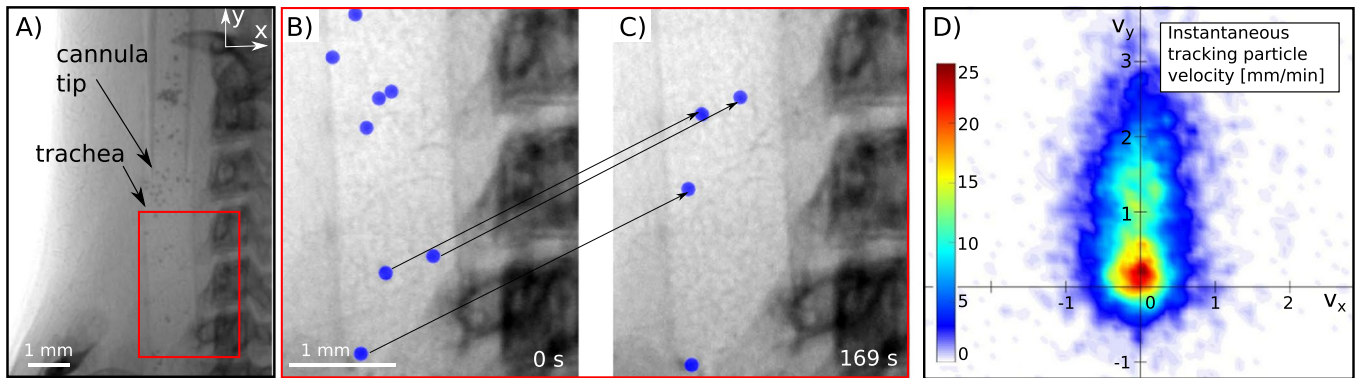 A)
y
x
cannula
tip
trachea
1 mm
B)
1 mm
0 s
C)
169 s
D)
Instantaneous
tracking particle
velocity [mm/min]
v_y
3
2
1
-1
0
1
2
v_x
-1
25
20
15
10
5
0